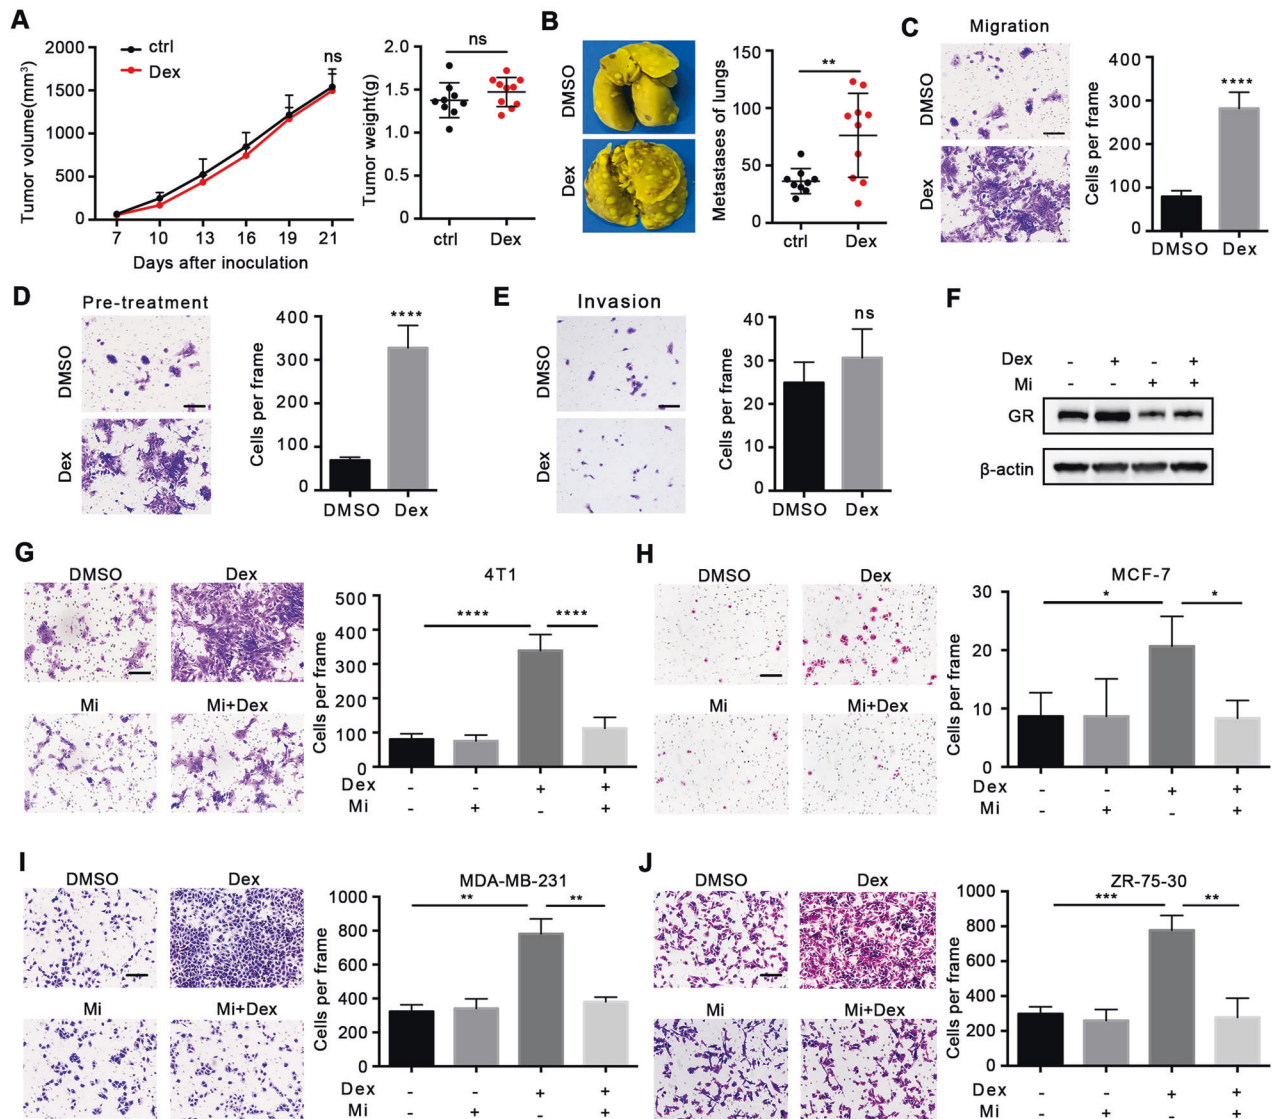 A
2000
1500
1000
500
0
Tumor volume(mm³)
ctrl
Dex
ns
7 10 13 16 19 21
Days after inoculation
2.0
1.5
1.0
0.5
0
Tumor weight(g)
ns
ctrl Dex
B
DMSO
Dex
150
100
50
0
Metastases of lungs
**
ctrl Dex
C
Migration
DMSO
Dex
400
300
200
100
0
Cells per frame
****
DMSO Dex
D
Pre-treatment
DMSO
Dex
400
300
200
100
0
Cells per frame
****
DMSO Dex
E
Invasion
DMSO
Dex
40
30
20
10
0
Cells per frame
ns
DMSO Dex
F
Dex - + - +
Mi - - + +
GR
β-actin
G
DMSO Dex
Mi Mi+Dex
4T1
500
400
300
200
100
0
Cells per frame
**** ****
Dex - - + +
Mi - + - +
H
DMSO Dex
Mi Mi+Dex
MCF-7
30
20
10
0
Cells per frame
* *
Dex - - + +
Mi - + - +
I
DMSO Dex
Mi Mi+Dex
MDA-MB-231
1000
800
600
400
200
0
Cells per frame
** **
Dex - - + +
Mi - + - +
J
DMSO Dex
Mi Mi+Dex
ZR-75-30
1000
800
600
400
200
0
Cells per frame
*** **
Dex - - + +
Mi - + - +